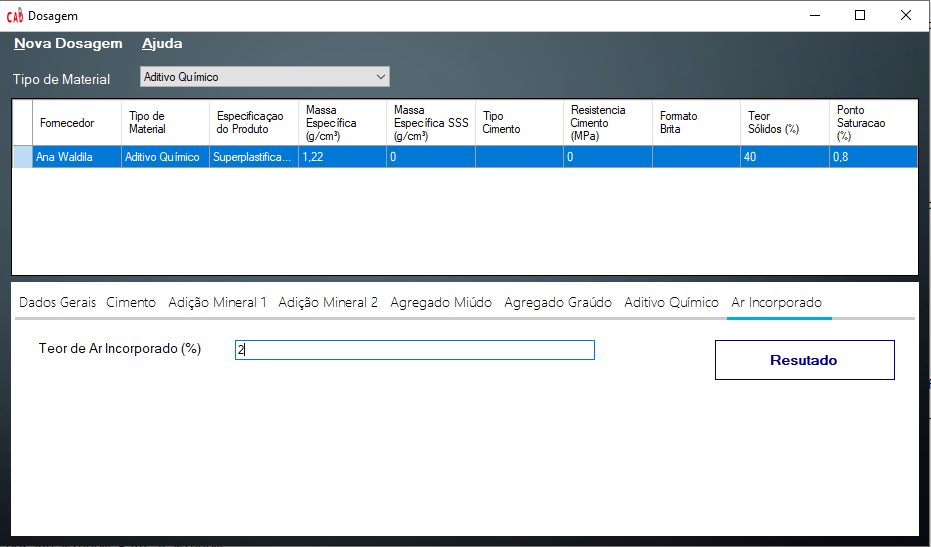 CAD Dosagem
Nova Dosagem Ajuda
Tipo de Material Aditivo Químico
Fornecedor
Tipo de
Material
Especificaçao
do Produto
Massa
Específica
(g/cm³)
Massa
Específica SSS
(g/cm³)
Tipo
Cimento
Resistencia
Cimento
(MPa)
Formato
Brita
Teor
Sólidos (%)
Ponto
Saturacao
(%)
Ana Waldila Aditivo Químico Superplastifica... 1,22 0 0 40 0,8
Dados Gerais Cimento Adição Mineral 1 Adição Mineral 2 Agregado Miúdo Agregado Graúdo Aditivo Químico Ar Incorporado
Teor de Ar Incorporado (%) 2
Resutado